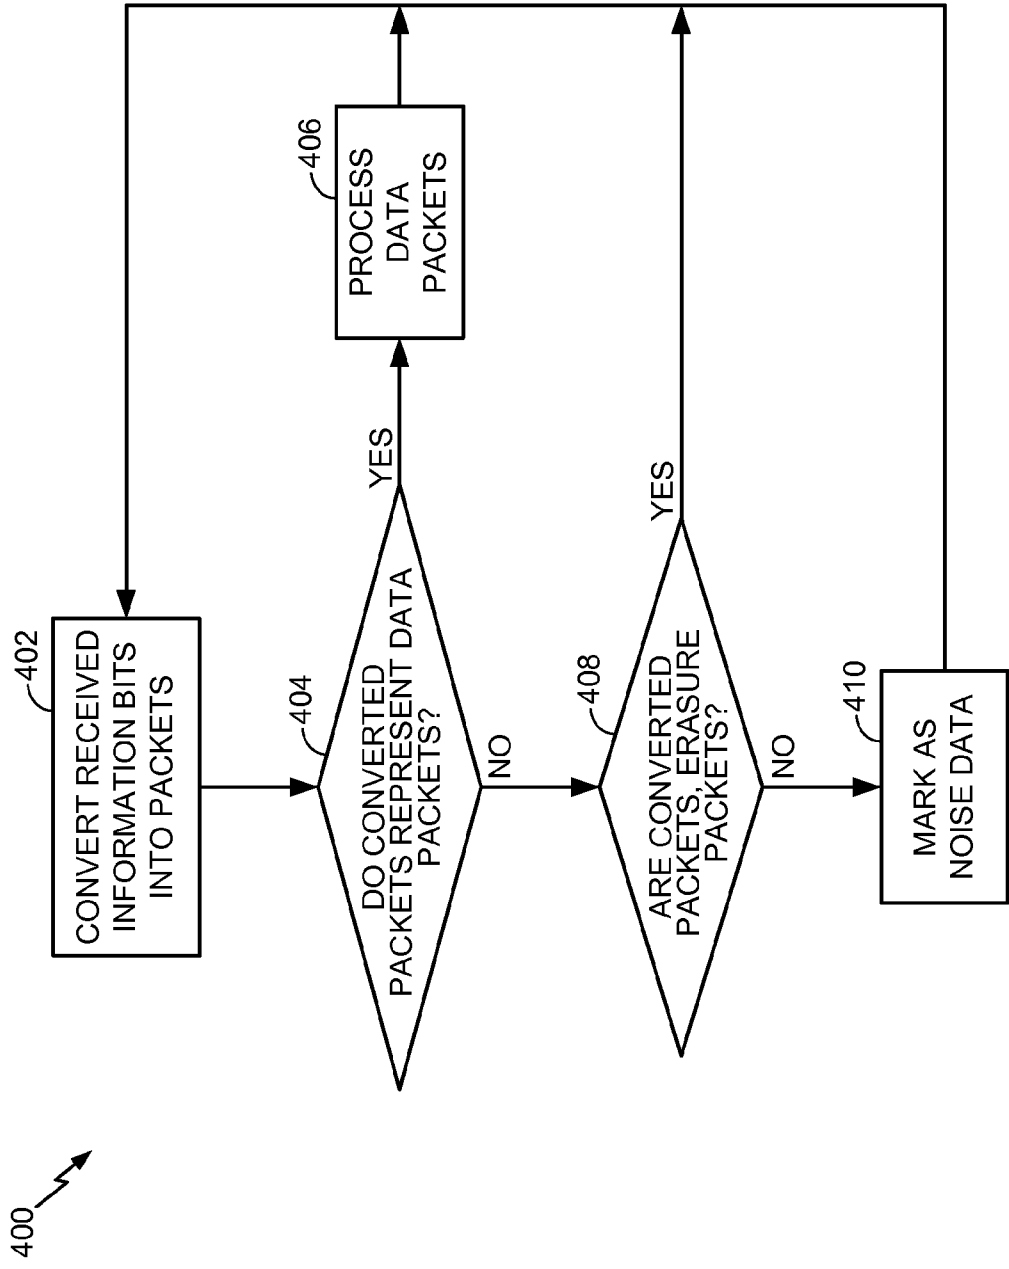 400
402
CONVERT RECEIVED
INFORMATION BITS
INTO PACKETS
404
DO CONVERTED
PACKETS REPRESENT DATA
PACKETS?
YES
NO
406
PROCESS
DATA
PACKETS
408
ARE CONVERTED
PACKETS, ERASURE
PACKETS?
YES
NO
410
MARK AS
NOISE DATA